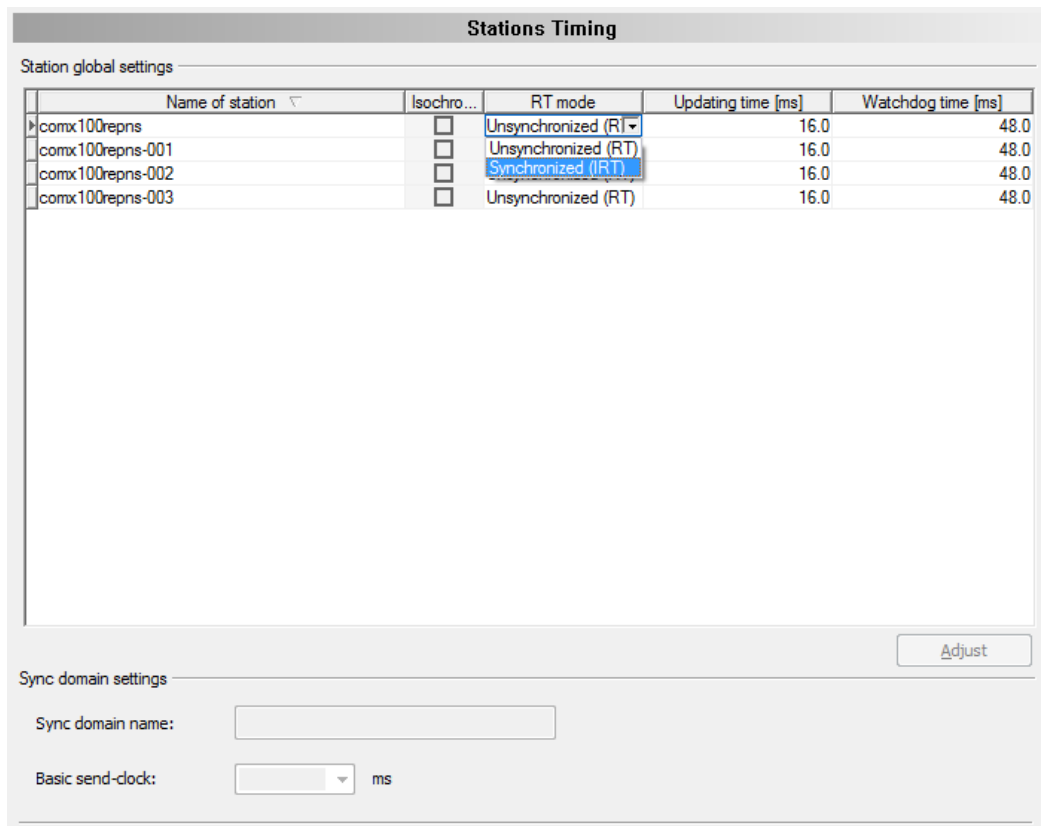 Stations Timing
Station global settings
Name of station Isochro... RT mode Updating time [ms] Watchdog time [ms]
comx100repns Unsynchronized (RT 16.0 48.0
comx100repns-001 Unsynchronized (RT) 16.0 48.0
comx100repns-002 Synchronized (IRT) 16.0 48.0
comx100repns-003 Unsynchronized (RT) 16.0 48.0
Adjust
Sync domain settings
Sync domain name:
Basic send-clock: ms